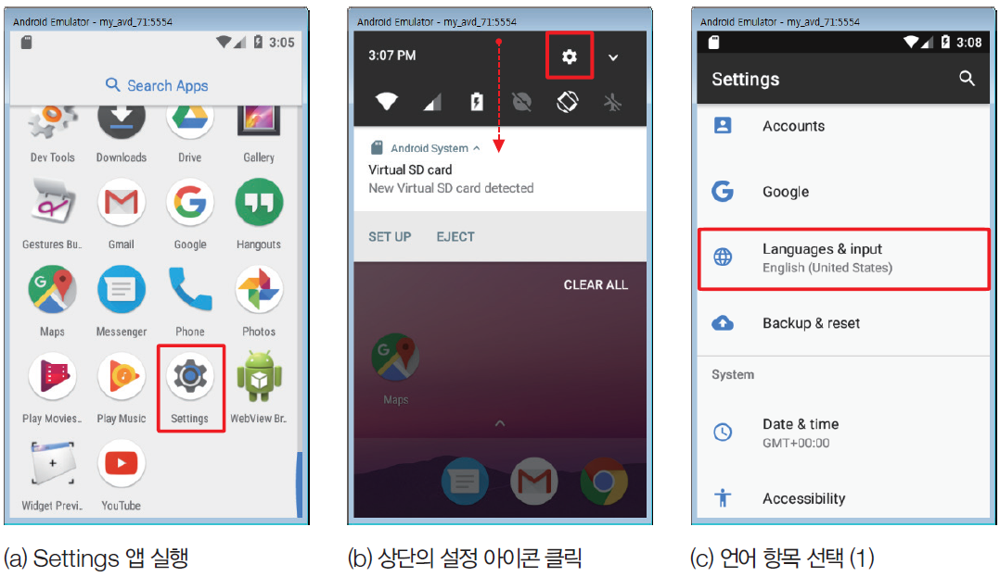 Android Emulator - my_avd_71:5554
3:05
Search Apps
Dev Tools
Downloads
Drive
Gallery
Gestures Bu..
Gmail
Google
Hangouts
Maps
Messenger
Phone
Photos
Play Movies..
Play Music
Settings
WebView Br..
Widget Previ..
YouTube
(a) Settings 앱 실행
Android Emulator - my_avd_71:5554
3:07 PM
Android System
Virtual SD card
New Virtual SD card detected
SET UP
EJECT
CLEAR ALL
Maps
(b) 상단의 설정 아이콘 클릭
Android Emulator - my_avd_71:5554
3:08
Settings
Accounts
Google
Languages & input
English (United States)
Backup & reset
System
Date & time
GMT+00:00
Accessibility
(c) 언어 항목 선택 (1)